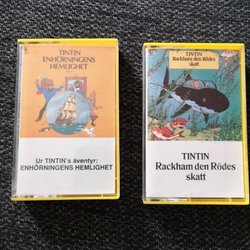 TINTIN
ENHÖRNINGENS
HEMLIGHET
Ur TINTIN's äventyr:
ENHÖRNINGENS HEMLIGHET
TINTIN
Rackham den Rödes
skatt
TINTIN
Rackham den Rödes
skatt